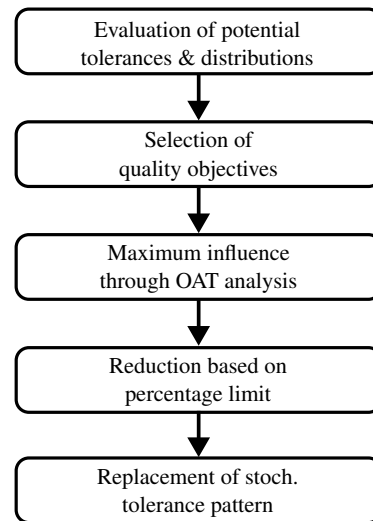 Evaluation of potential
tolerances & distributions
Selection of
quality objectives
Maximum influence
through OAT analysis
Reduction based on
percentage limit
Replacement of stoch.
tolerance pattern